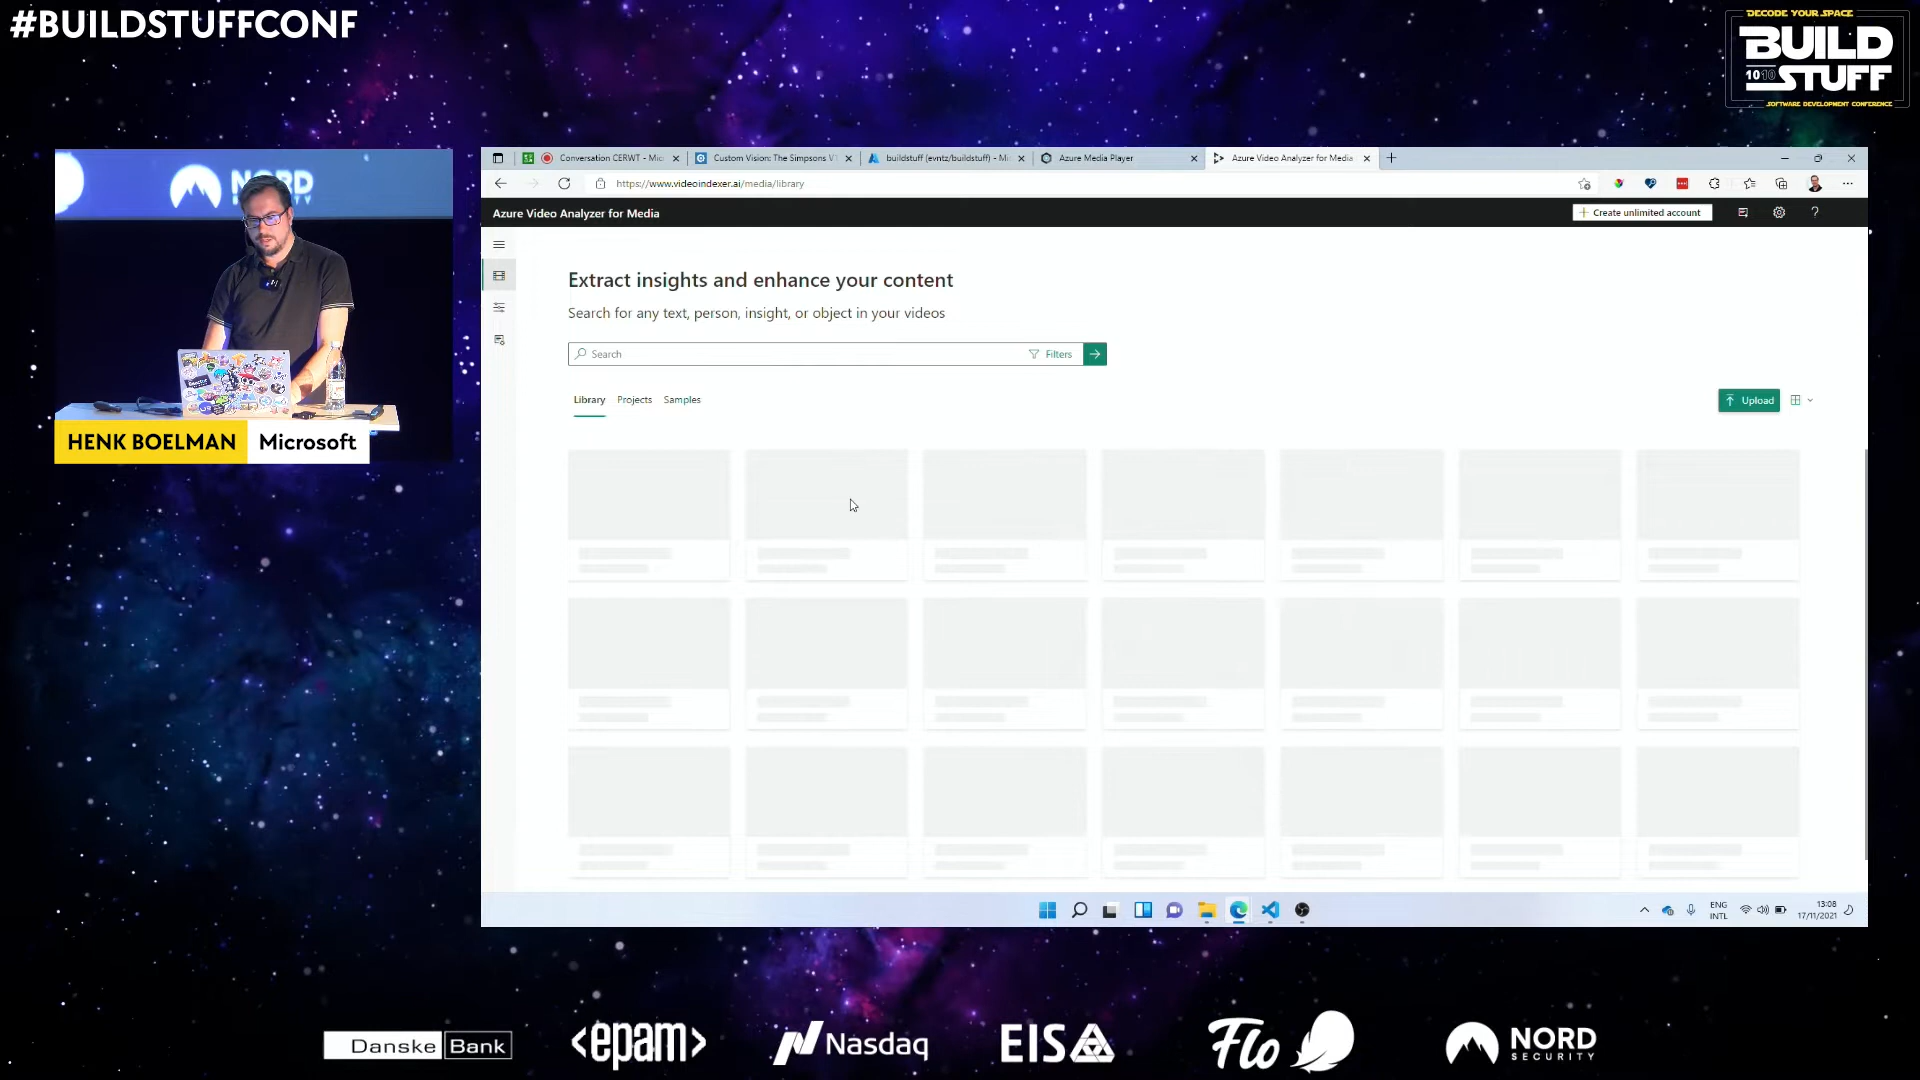 #BUILDSTUFFCONF
DECODE YOUR SPACE
BUILD
STUFF
SOFTWARE DEVELOPMENT CONFERENCE
NORD
SECURITY
HENK BOELMAN
Microsoft
Conversation CERWT - Mic
Custom Vision: The Simpsons V1
buildstuff (evntz/buildstuff) - Mi
Azure Media Player
Azure Video Analyzer for Media
https://www.videoindexer.ai/media/library
Azure Video Analyzer for Media
Create unlimited account
?
Extract insights and enhance your content
Search for any text, person, insight, or object in your videos
Search
Filters
Library
Projects
Samples
Upload
ENG
INTL
13:08
17/11/2021
Danske Bank
<epam>
Nasdaq
EIS
Flo
NORD
SECURITY